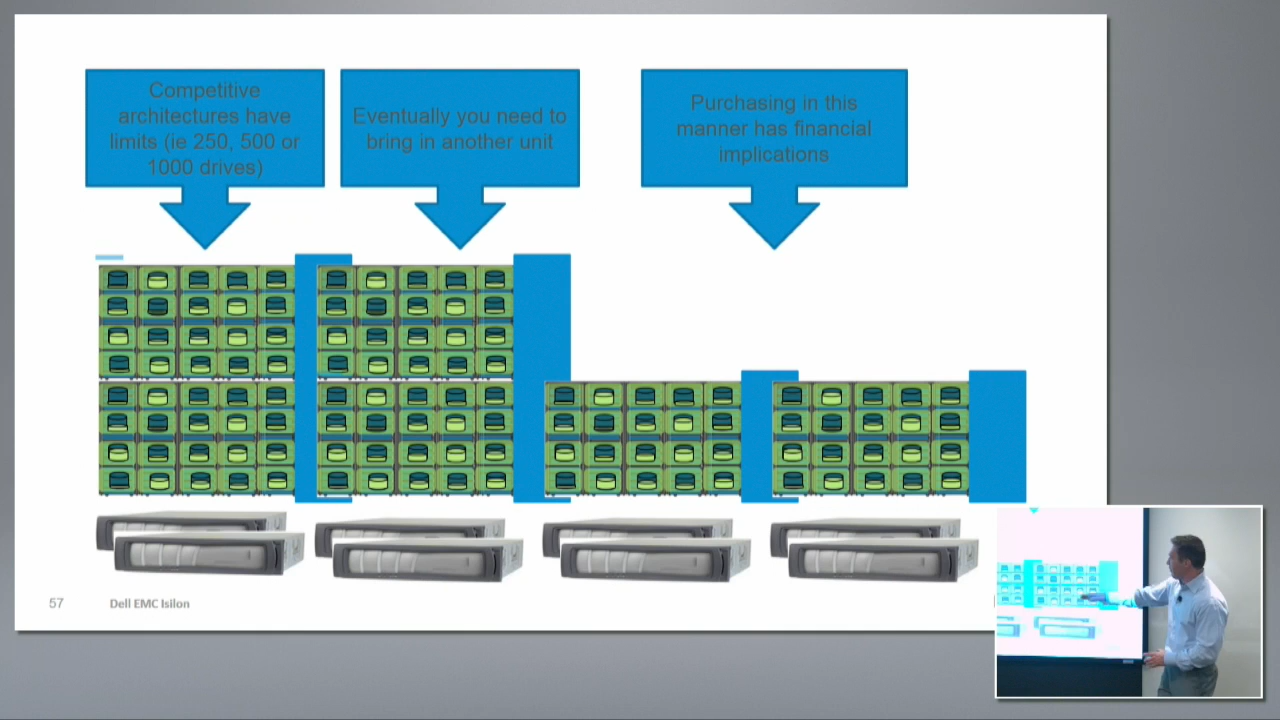 Competitive
architectures have
limits (ie 250, 500 or
1000 drives)
Eventually you need to
bring in another unit
Purchasing in this
manner has financial
implications
57
Dell EMC Isilon